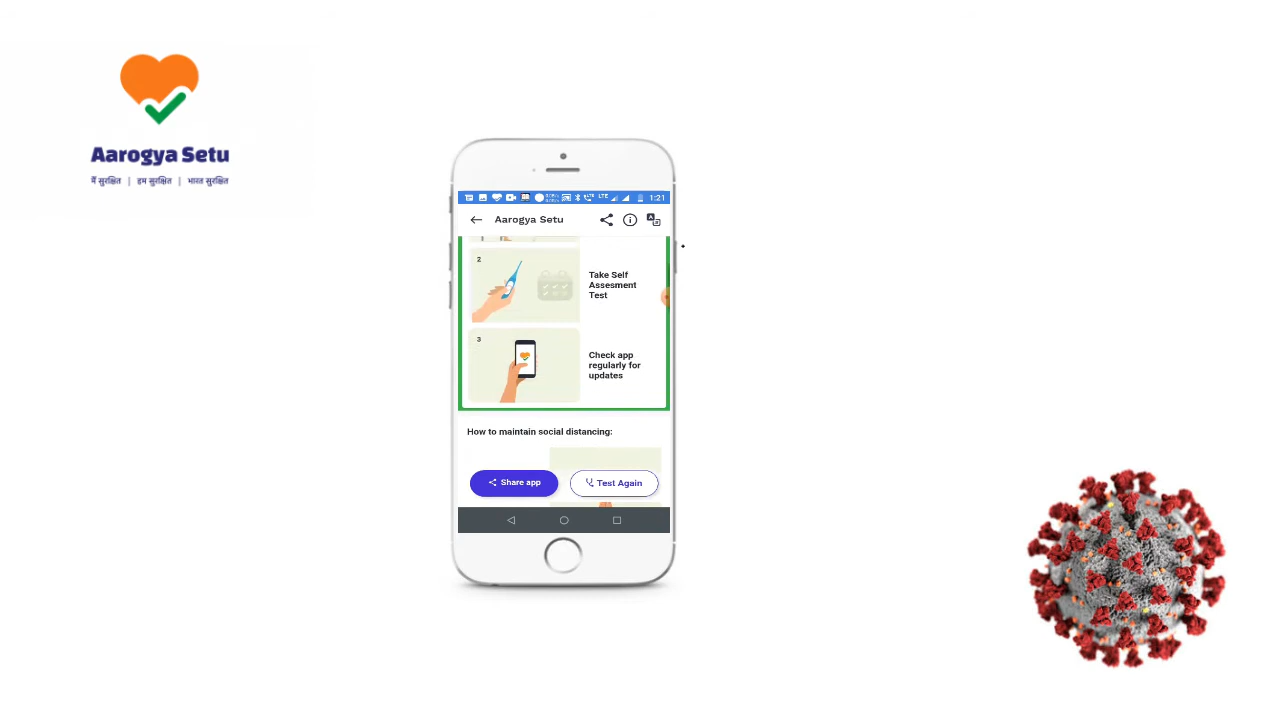 Aarogya Setu
मैं सुरक्षित | हम सुरक्षित | भारत सुरक्षित
LTE
1:21
Aarogya Setu
2
Take Self
Assesment
Test
3
Check app
regularly for
updates
How to maintain social distancing:
Share app
Test Again